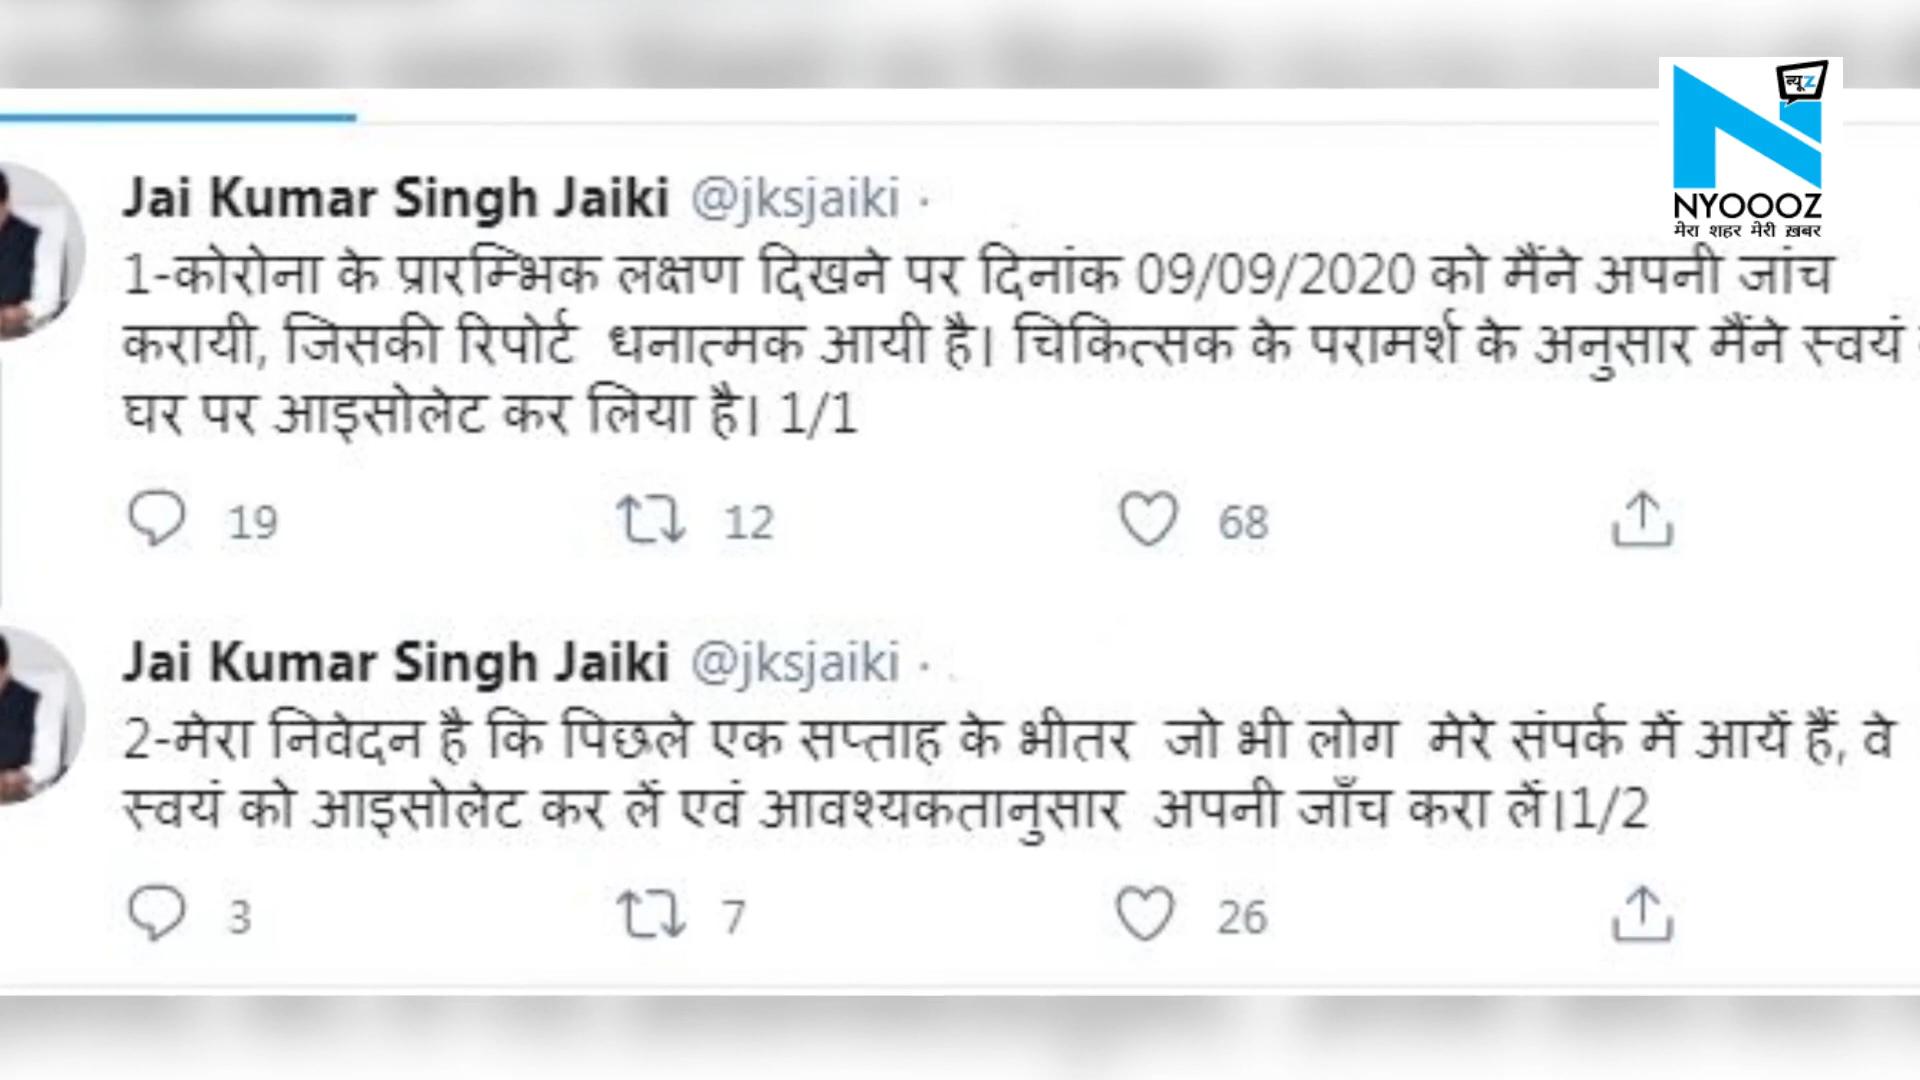 न्यूz
NYOOOZ
मेरा शहर मेरी ख़बर
Jai Kumar Singh Jaiki @jksjaiki ·
1-कोरोना के प्रारम्भिक लक्षण दिखने पर दिनांक 09/09/2020 को मैंने अपनी जांच
करायी, जिसकी रिपोर्ट धनात्मक आयी है। चिकित्सक के परामर्श के अनुसार मैंने स्वयं
घर पर आइसोलेट कर लिया है। 1/1
19 12 68
Jai Kumar Singh Jaiki @jksjaiki ·
2-मेरा निवेदन है कि पिछले एक सप्ताह के भीतर जो भी लोग मेरे संपर्क में आयें हैं, वे
स्वयं को आइसोलेट कर लें एवं आवश्यकतानुसार अपनी जाँच करा लें।1/2
3 7 26